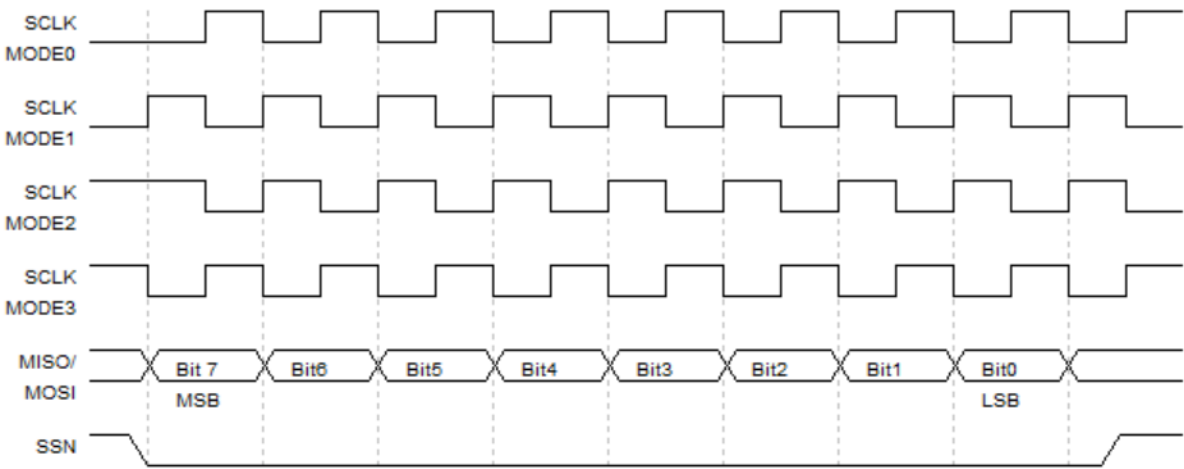 SCLK
MODE0
SCLK
MODE1
SCLK
MODE2
SCLK
MODE3
MISO/
MOSI
Bit 7 Bit6 Bit5 Bit4 Bit3 Bit2 Bit1 Bit0
MSB LSB
SSN